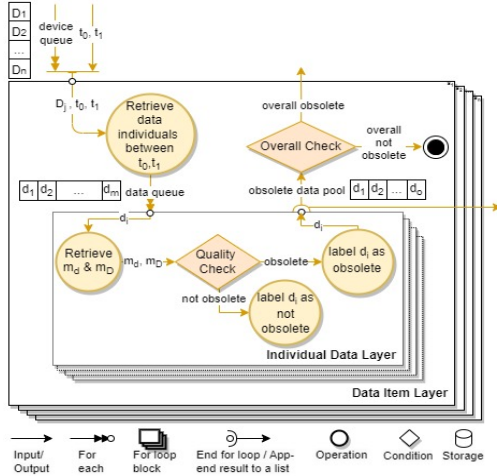 D1
D2
...
Dn
device
queue
t0, t1
Dj , t0, t1
Retrieve
data
individuals
between
t0,t1
overall obsolete
Overall Check
overall
not
obsolete
d1 d2 ... dm
data queue
obsolete data pool
d1 d2 ... do
di
di
Retrieve
md & mD
md, mD
Quality
Check
obsolete
label di as
obsolete
not obsolete
label di as
not
obsolete
Individual Data Layer
Data Item Layer
Input/
Output
For
each
For loop
block
End for loop / App-
end result to a list
Operation
Condition
Storage